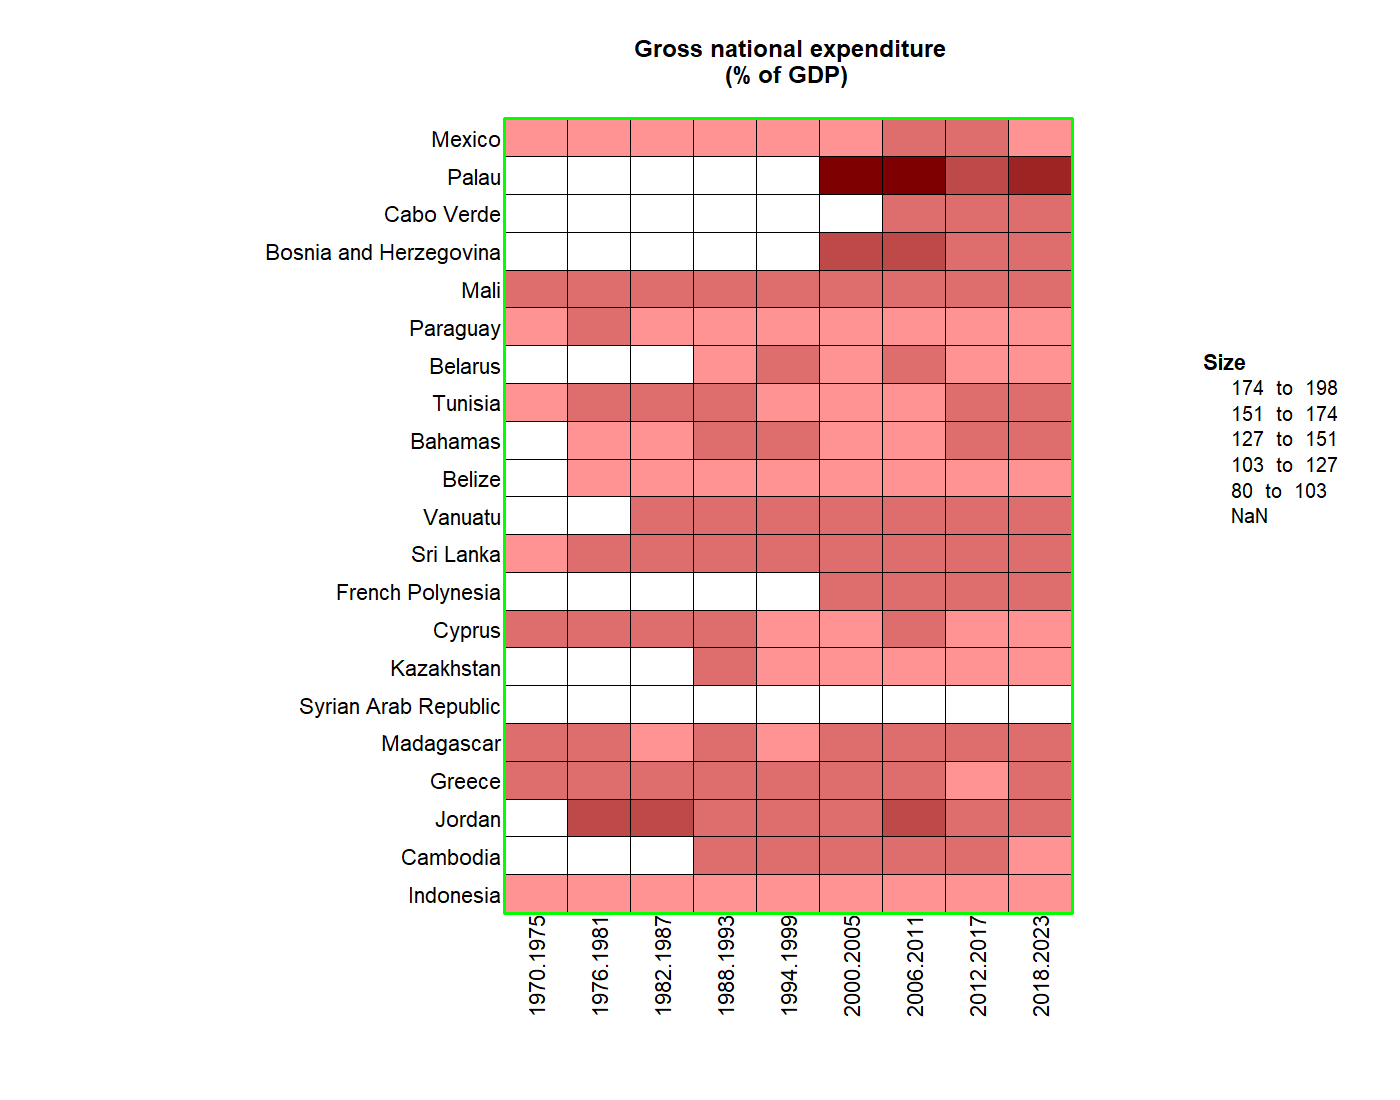 Gross national expenditure
(% of GDP)
Mexico
Palau
Cabo Verde
Bosnia and Herzegovina
Mali
Paraguay
Belarus
Tunisia
Bahamas
Belize
Vanuatu
Sri Lanka
French Polynesia
Cyprus
Kazakhstan
Syrian Arab Republic
Madagascar
Greece
Jordan
Cambodia
Indonesia
1970.1975
1976.1981
1982.1987
1988.1993
1994.1999
2000.2005
2006.2011
2012.2017
2018.2023
Size
174 to 198
151 to 174
127 to 151
103 to 127
80 to 103
NaN